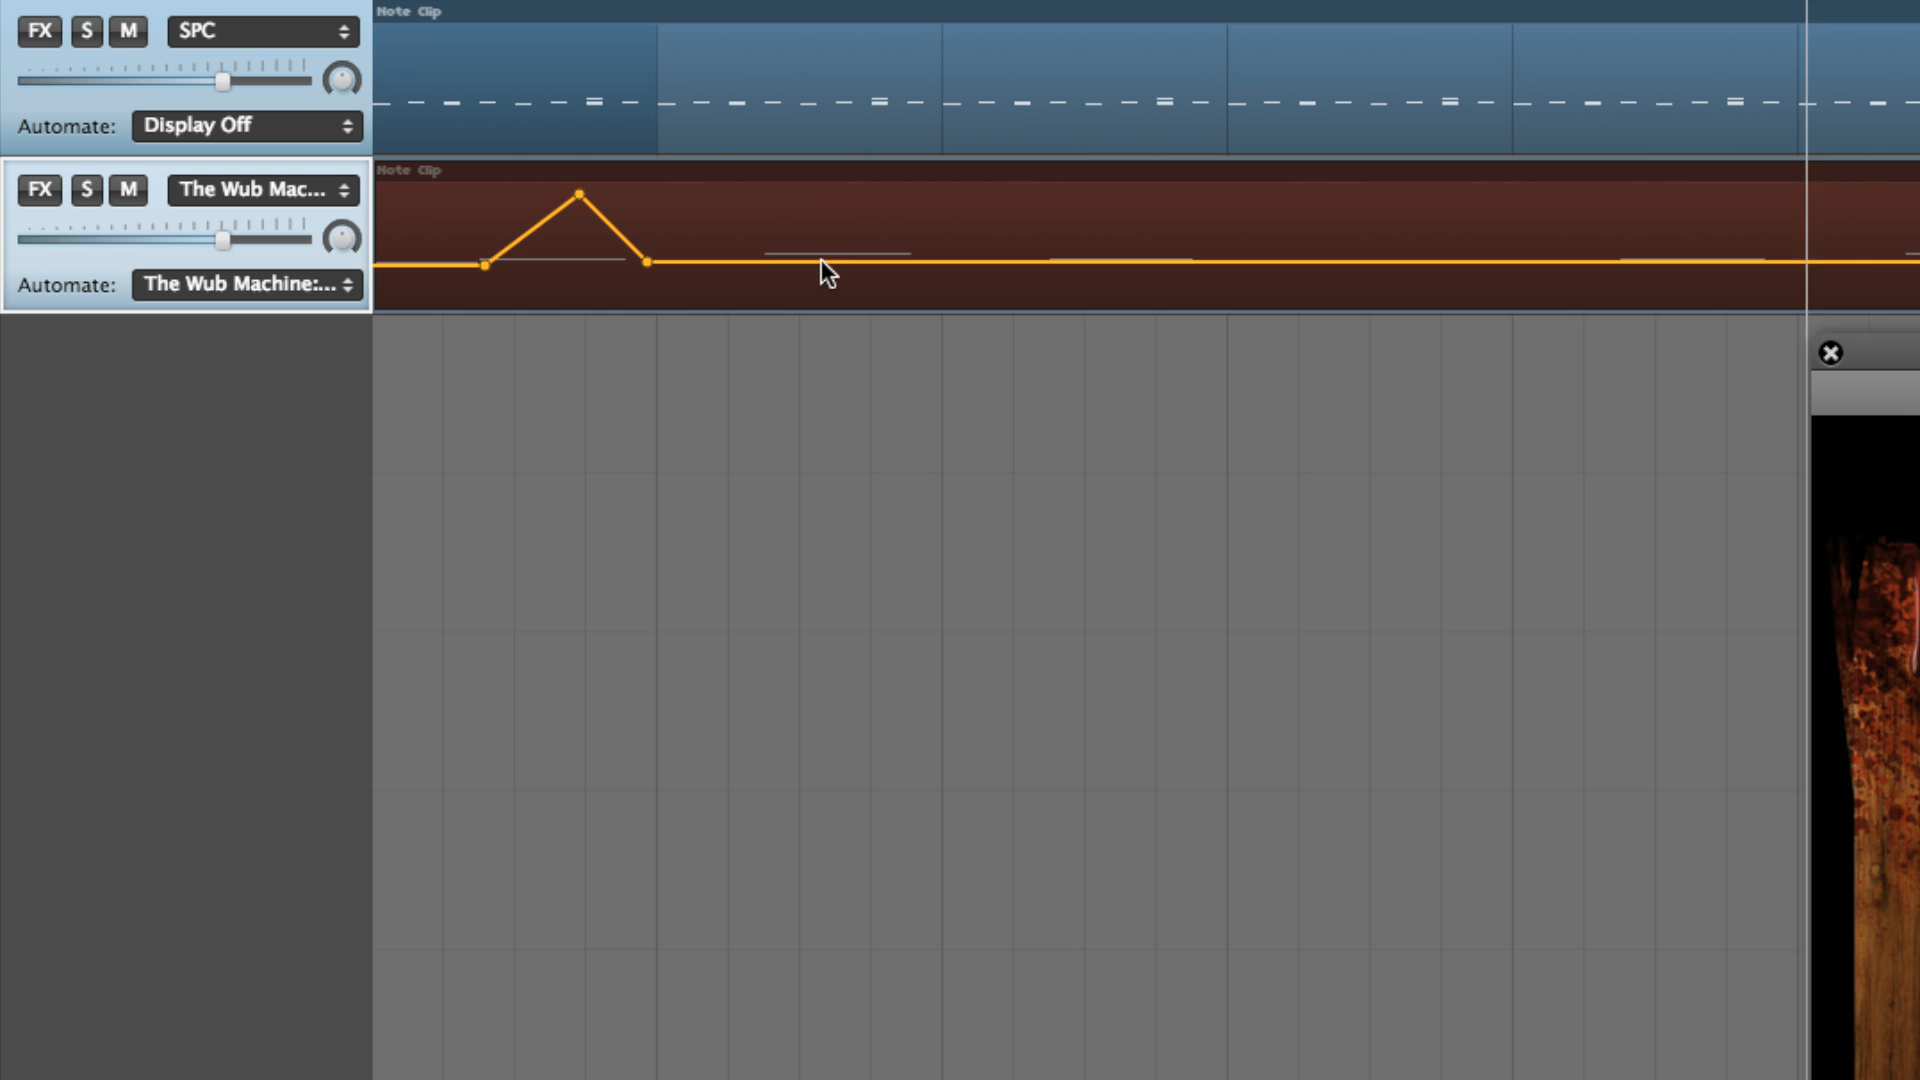 Note Clip
FX S M SPC
Automate: Display Off
Note Clip
FX S M The Wub Mac...
Automate: The Wub Machine:...